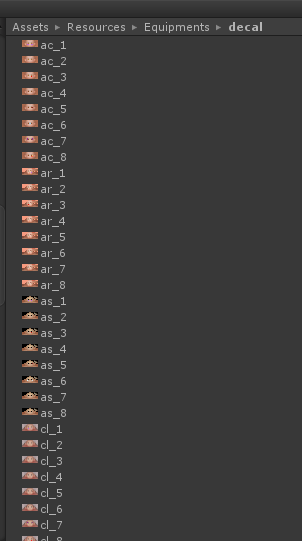 Assets ▸ Resources ▸ Equipments ▸ decal
ac_1
ac_2
ac_3
ac_4
ac_5
ac_6
ac_7
ac_8
ar_1
ar_2
ar_3
ar_4
ar_5
ar_6
ar_7
ar_8
as_1
as_2
as_3
as_4
as_5
as_6
as_7
as_8
cl_1
cl_2
cl_3
cl_4
cl_5
cl_6
cl_7
cl_8